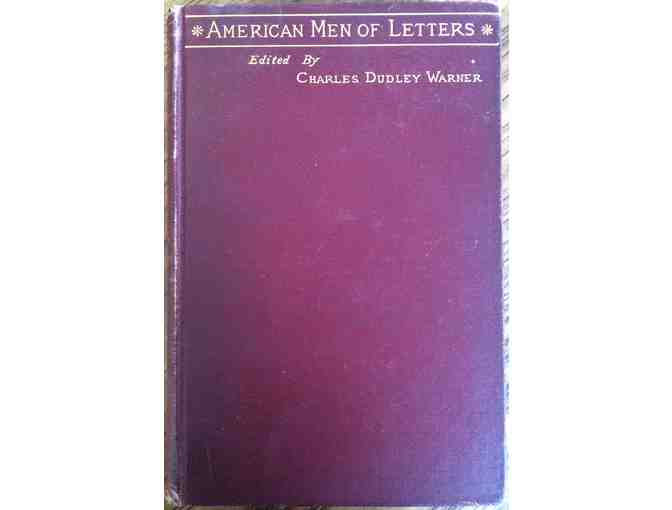 * AMERICAN MEN OF LETTERS *
Edited By
CHARLES DUDLEY WARNER